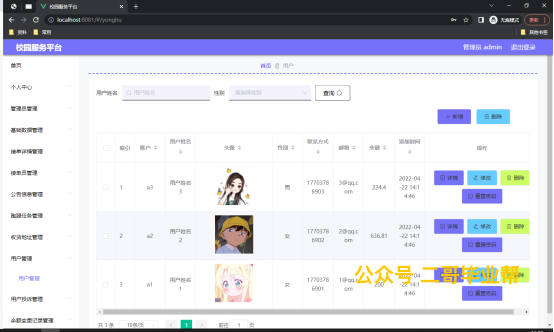 校园服务平台
localhost:8081/#/yonghu
无痕模式
更新
资料
常用
其他书签
校园服务平台
管理员 admin
退出登录
首页
个人中心
管理员管理
基础数据管理
接单详情管理
接单员管理
公告信息管理
跑腿任务管理
收货地址管理
用户管理
用户管理
用户投诉管理
余额变更记录管理
首页 用户
用户姓名 用户姓名 性别 请选择性别 查询
新增 删除
索引 账户 用户姓名 头像 性别 联系方式 邮箱 余额 添加时间 操作
1 a3 用户姓名3 男 17703786903 3@qq.com 224.4 2022-04-22 14:14:46 详情 修改 删除 重置密码
2 a2 用户姓名2 女 17703786902 2@qq.com 636.81 2022-04-22 14:14:46 详情 修改 删除 重置密码
3 a1 用户姓名1 女 17703786901 1@qq.com 200 2022-04-22 14:14:46 详情 修改 删除 重置密码
公众号:二哥毕业帮
共 3 条 10条/页 1 前往 1 页